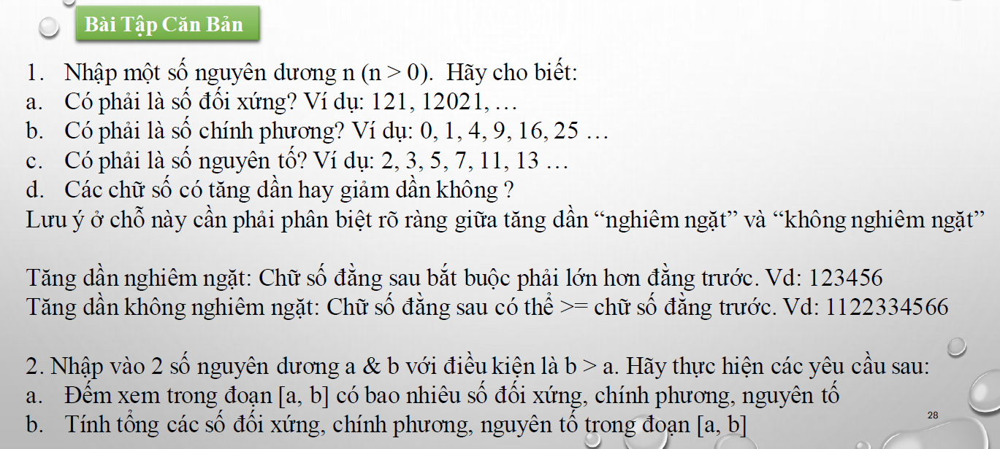 Bài Tập Căn Bản
1. Nhập một số nguyên dương n (n > 0). Hãy cho biết:
a. Có phải là số đối xứng? Ví dụ: 121, 12021, …
b. Có phải là số chính phương? Ví dụ: 0, 1, 4, 9, 16, 25 …
c. Có phải là số nguyên tố? Ví dụ: 2, 3, 5, 7, 11, 13 …
d. Các chữ số có tăng dần hay giảm dần không ?
Lưu ý ở chỗ này cần phải phân biệt rõ ràng giữa tăng dần “nghiêm ngặt” và “không nghiêm ngặt”
Tăng dần nghiêm ngặt: Chữ số đằng sau bắt buộc phải lớn hơn đằng trước. Vd: 123456
Tăng dần không nghiêm ngặt: Chữ số đằng sau có thể >= chữ số đằng trước. Vd: 1122334566
2. Nhập vào 2 số nguyên dương a & b với điều kiện là b > a. Hãy thực hiện các yêu cầu sau:
a. Đếm xem trong đoạn [a, b] có bao nhiêu số đối xứng, chính phương, nguyên tố
b. Tính tổng các số đối xứng, chính phương, nguyên tố trong đoạn [a, b]
28